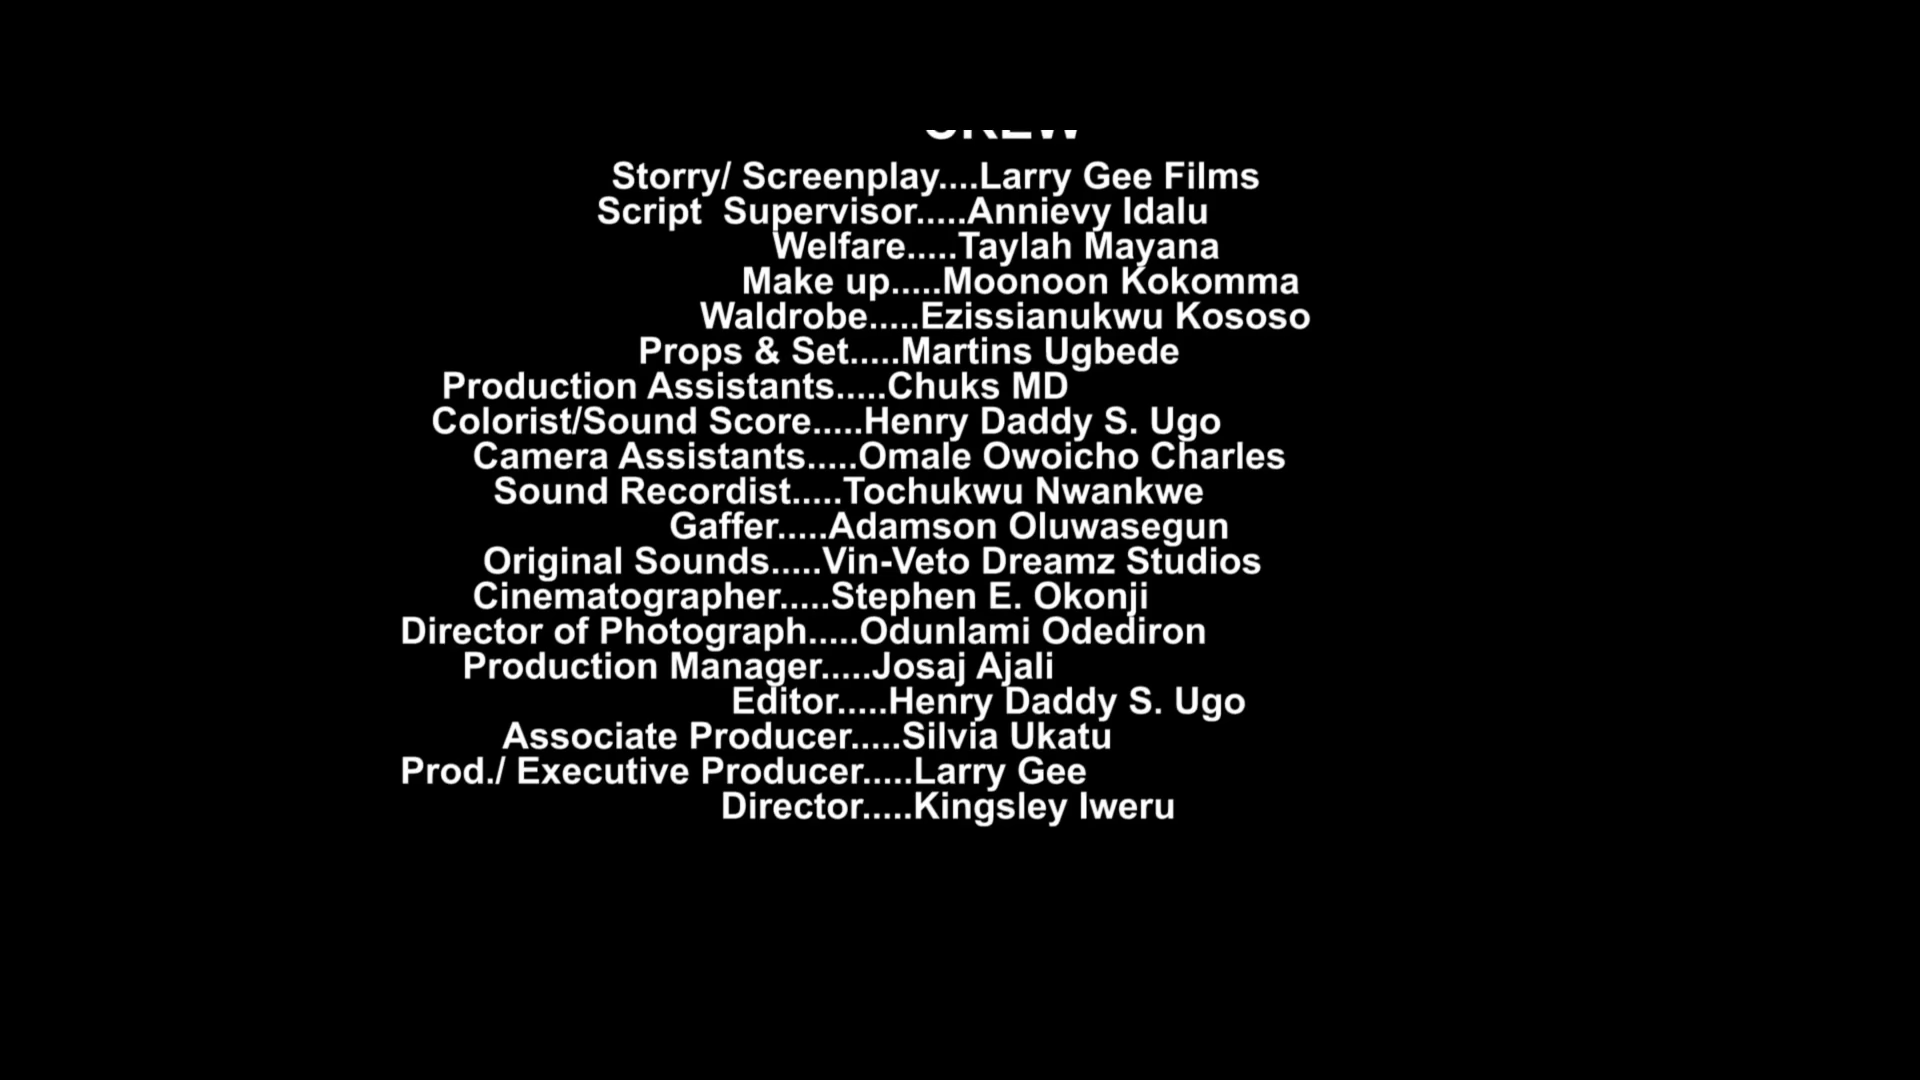 CREW
Storry/ Screenplay....Larry Gee Films
Script  Supervisor.....Annievy Idalu
Welfare.....Taylah Mayana
Make up.....Moonoon Kokomma
Waldrobe.....Ezissianukwu Kososo
Props & Set.....Martins Ugbede
Production Assistants.....Chuks MD
Colorist/Sound Score.....Henry Daddy S. Ugo
Camera Assistants.....Omale Owoicho Charles
Sound Recordist.....Tochukwu Nwankwe
Gaffer.....Adamson Oluwasegun
Original Sounds.....Vin-Veto Dreamz Studios
Cinematographer.....Stephen E. Okonji
Director of Photograph.....Odunlami Odediron
Production Manager.....Josaj Ajali
Editor.....Henry Daddy S. Ugo
Associate Producer.....Silvia Ukatu
Prod./ Executive Producer.....Larry Gee
Director.....Kingsley Iweru